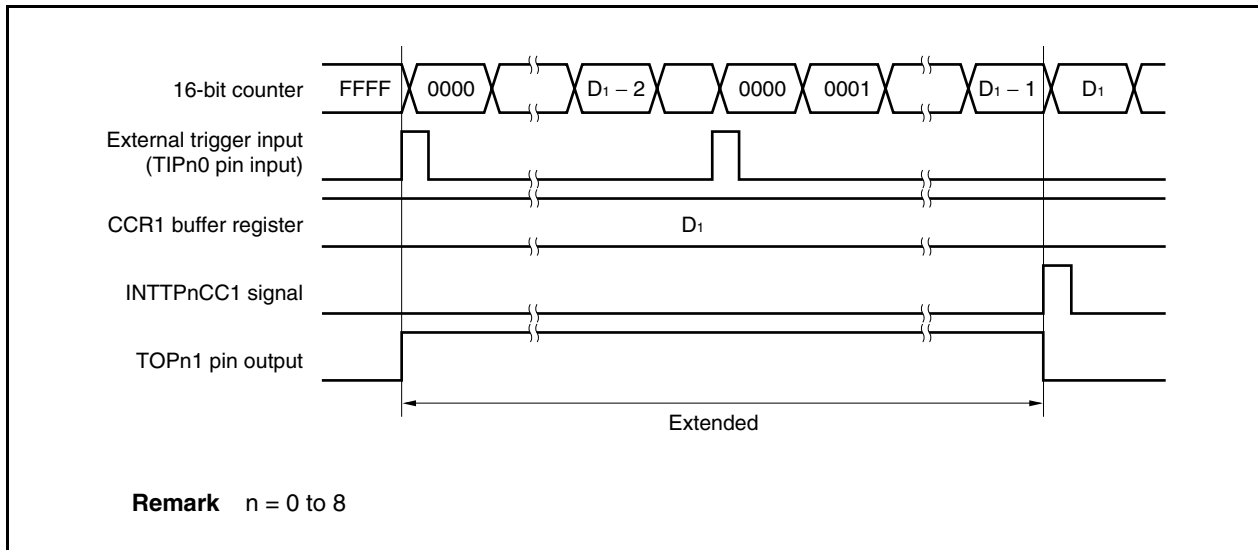 16-bit counter FFFF 0000 D₁ – 2 0000 0001 D₁ – 1 D₁
External trigger input
(TIPn0 pin input)
CCR1 buffer register D₁
INTTPnCC1 signal
TOPn1 pin output
Extended
Remark n = 0 to 8